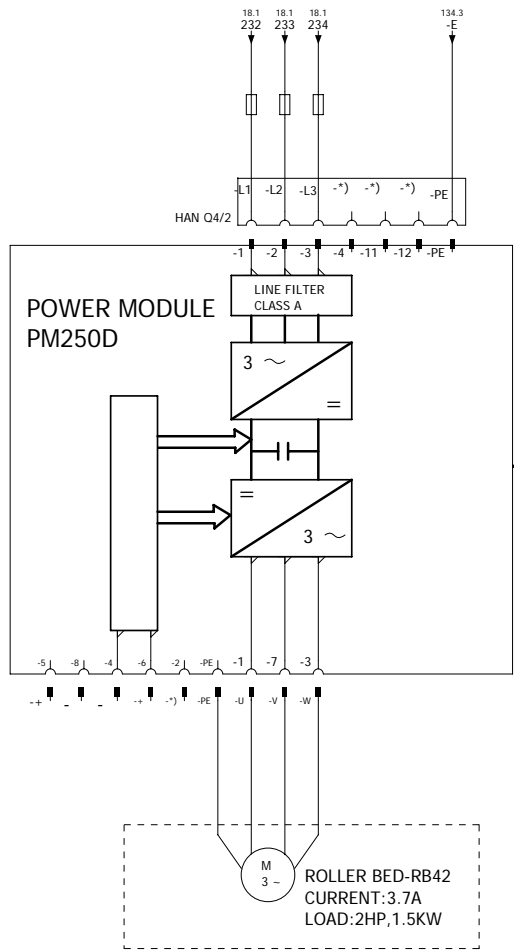 18.1 18.1 18.1 134.3
232 233 234 -E
-L1 -L2 -L3 -*) -*) -*) -PE
HAN Q4/2
-1 -2 -3 -4 -11 -12 -PE
LINE FILTER
CLASS A
POWER MODULE
PM250D
3 ~
=
=
3 ~
-5 -8 -4 -6 -2 -PE -1 -7 -3
-+ - - -+ -*) -PE -U -V -W
M
3 ~
ROLLER BED-RB42
CURRENT:3.7A
LOAD:2HP,1.5KW